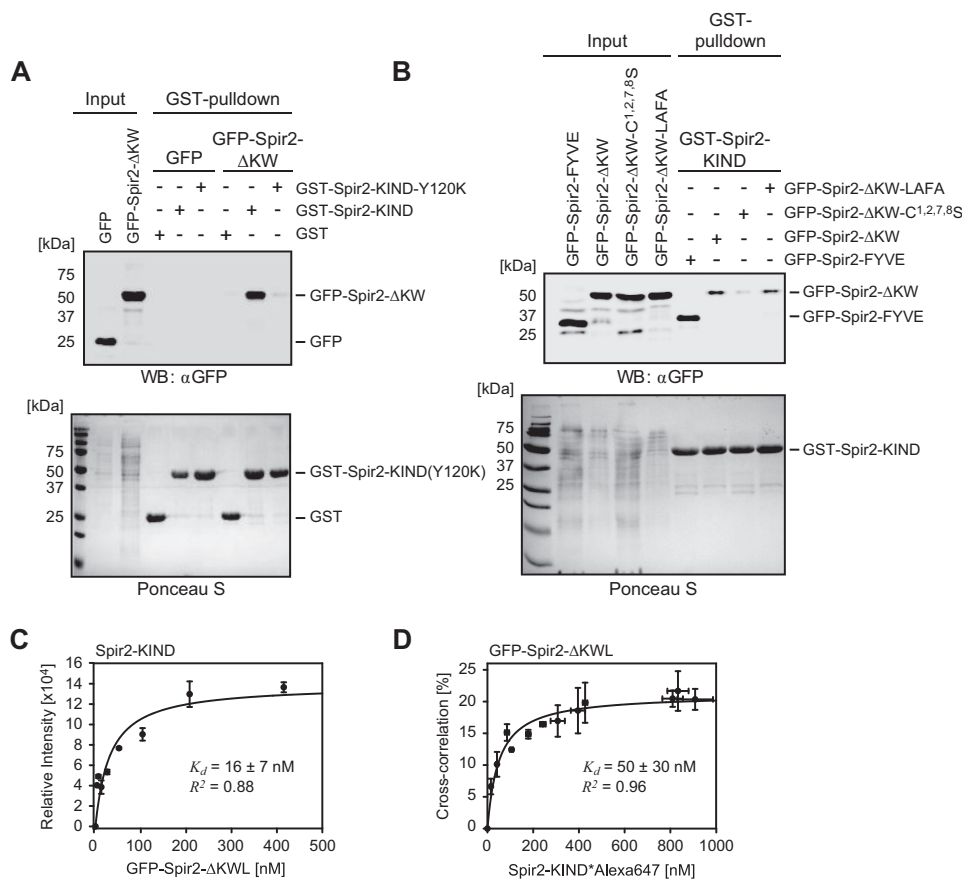 A
Input
GST-pulldown
GFP
GFP-Spir2-ΔKW
GFP
GFP-Spir2-
ΔKW
- - + - - + GST-Spir2-KIND-Y120K
- + - - + - GST-Spir2-KIND
+ - - + - - GST
[kDa]
75
50
37
25
GFP-Spir2-ΔKW
GFP
WB: αGFP
[kDa]
75
50
37
25
GST-Spir2-KIND(Y120K)
GST
Ponceau S
B
Input
GST-
pulldown
GFP-Spir2-FYVE
GFP-Spir2-ΔKW
GFP-Spir2-ΔKW-C1,2,7,8S
GFP-Spir2-ΔKW-LAFA
GST-Spir2-
KIND
- - - + GFP-Spir2-ΔKW-LAFA
- - + - GFP-Spir2-ΔKW-C1,2,7,8S
- + - - GFP-Spir2-ΔKW
+ - - - GFP-Spir2-FYVE
[kDa]
50
37
25
GFP-Spir2-ΔKW
GFP-Spir2-FYVE
WB: αGFP
[kDa]
75
50
37
25
GST-Spir2-KIND
Ponceau S
C
Spir2-KIND
Relative Intensity [x10⁴]
16
14
12
10
8
6
4
2
0
Kd = 16 ± 7 nM
R² = 0.88
0 100 200 300 400 500
GFP-Spir2-ΔKWL [nM]
D
GFP-Spir2-ΔKWL
Cross-correlation [%]
25
20
15
10
5
0
Kd = 50 ± 30 nM
R² = 0.96
0 200 400 600 800 1000
Spir2-KIND*Alexa647 [nM]